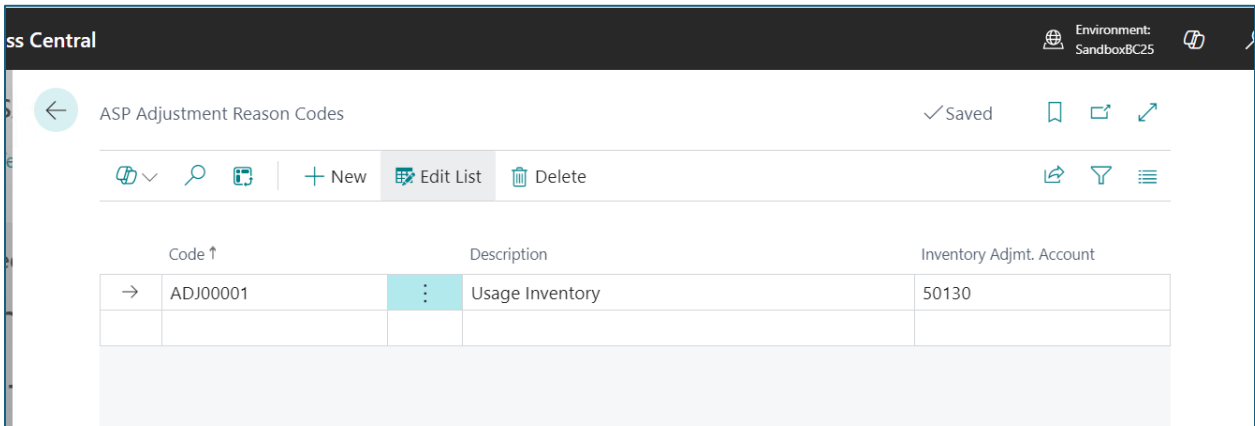 ss Central
Environment:
SandboxBC25
ASP Adjustment Reason Codes
Saved
New
Edit List
Delete
Code ↑ Description Inventory Adjmt. Account
ADJ00001 Usage Inventory 50130